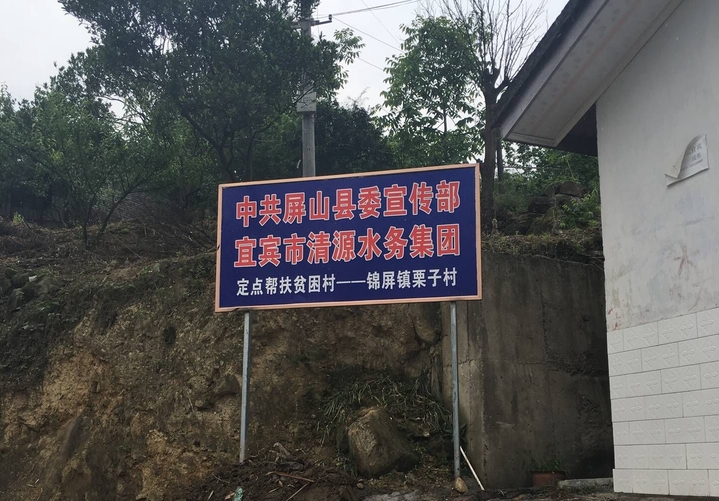 中共屏山县委宣传部
宜宾市清源水务集团
定点帮扶贫困村——锦屏镇栗子村